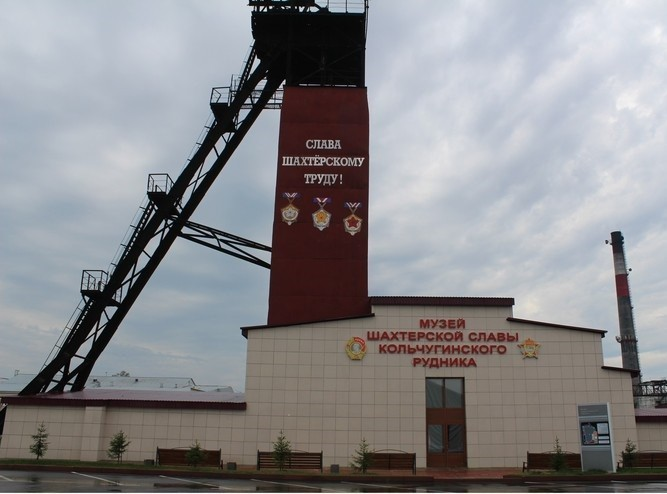 СЛАВА
ШАХТЁРСКОМУ
ТРУДУ!
МУЗЕЙ
ШАХТЕРСКОЙ СЛАВЫ
КОЛЬЧУГИНСКОГО
РУДНИКА